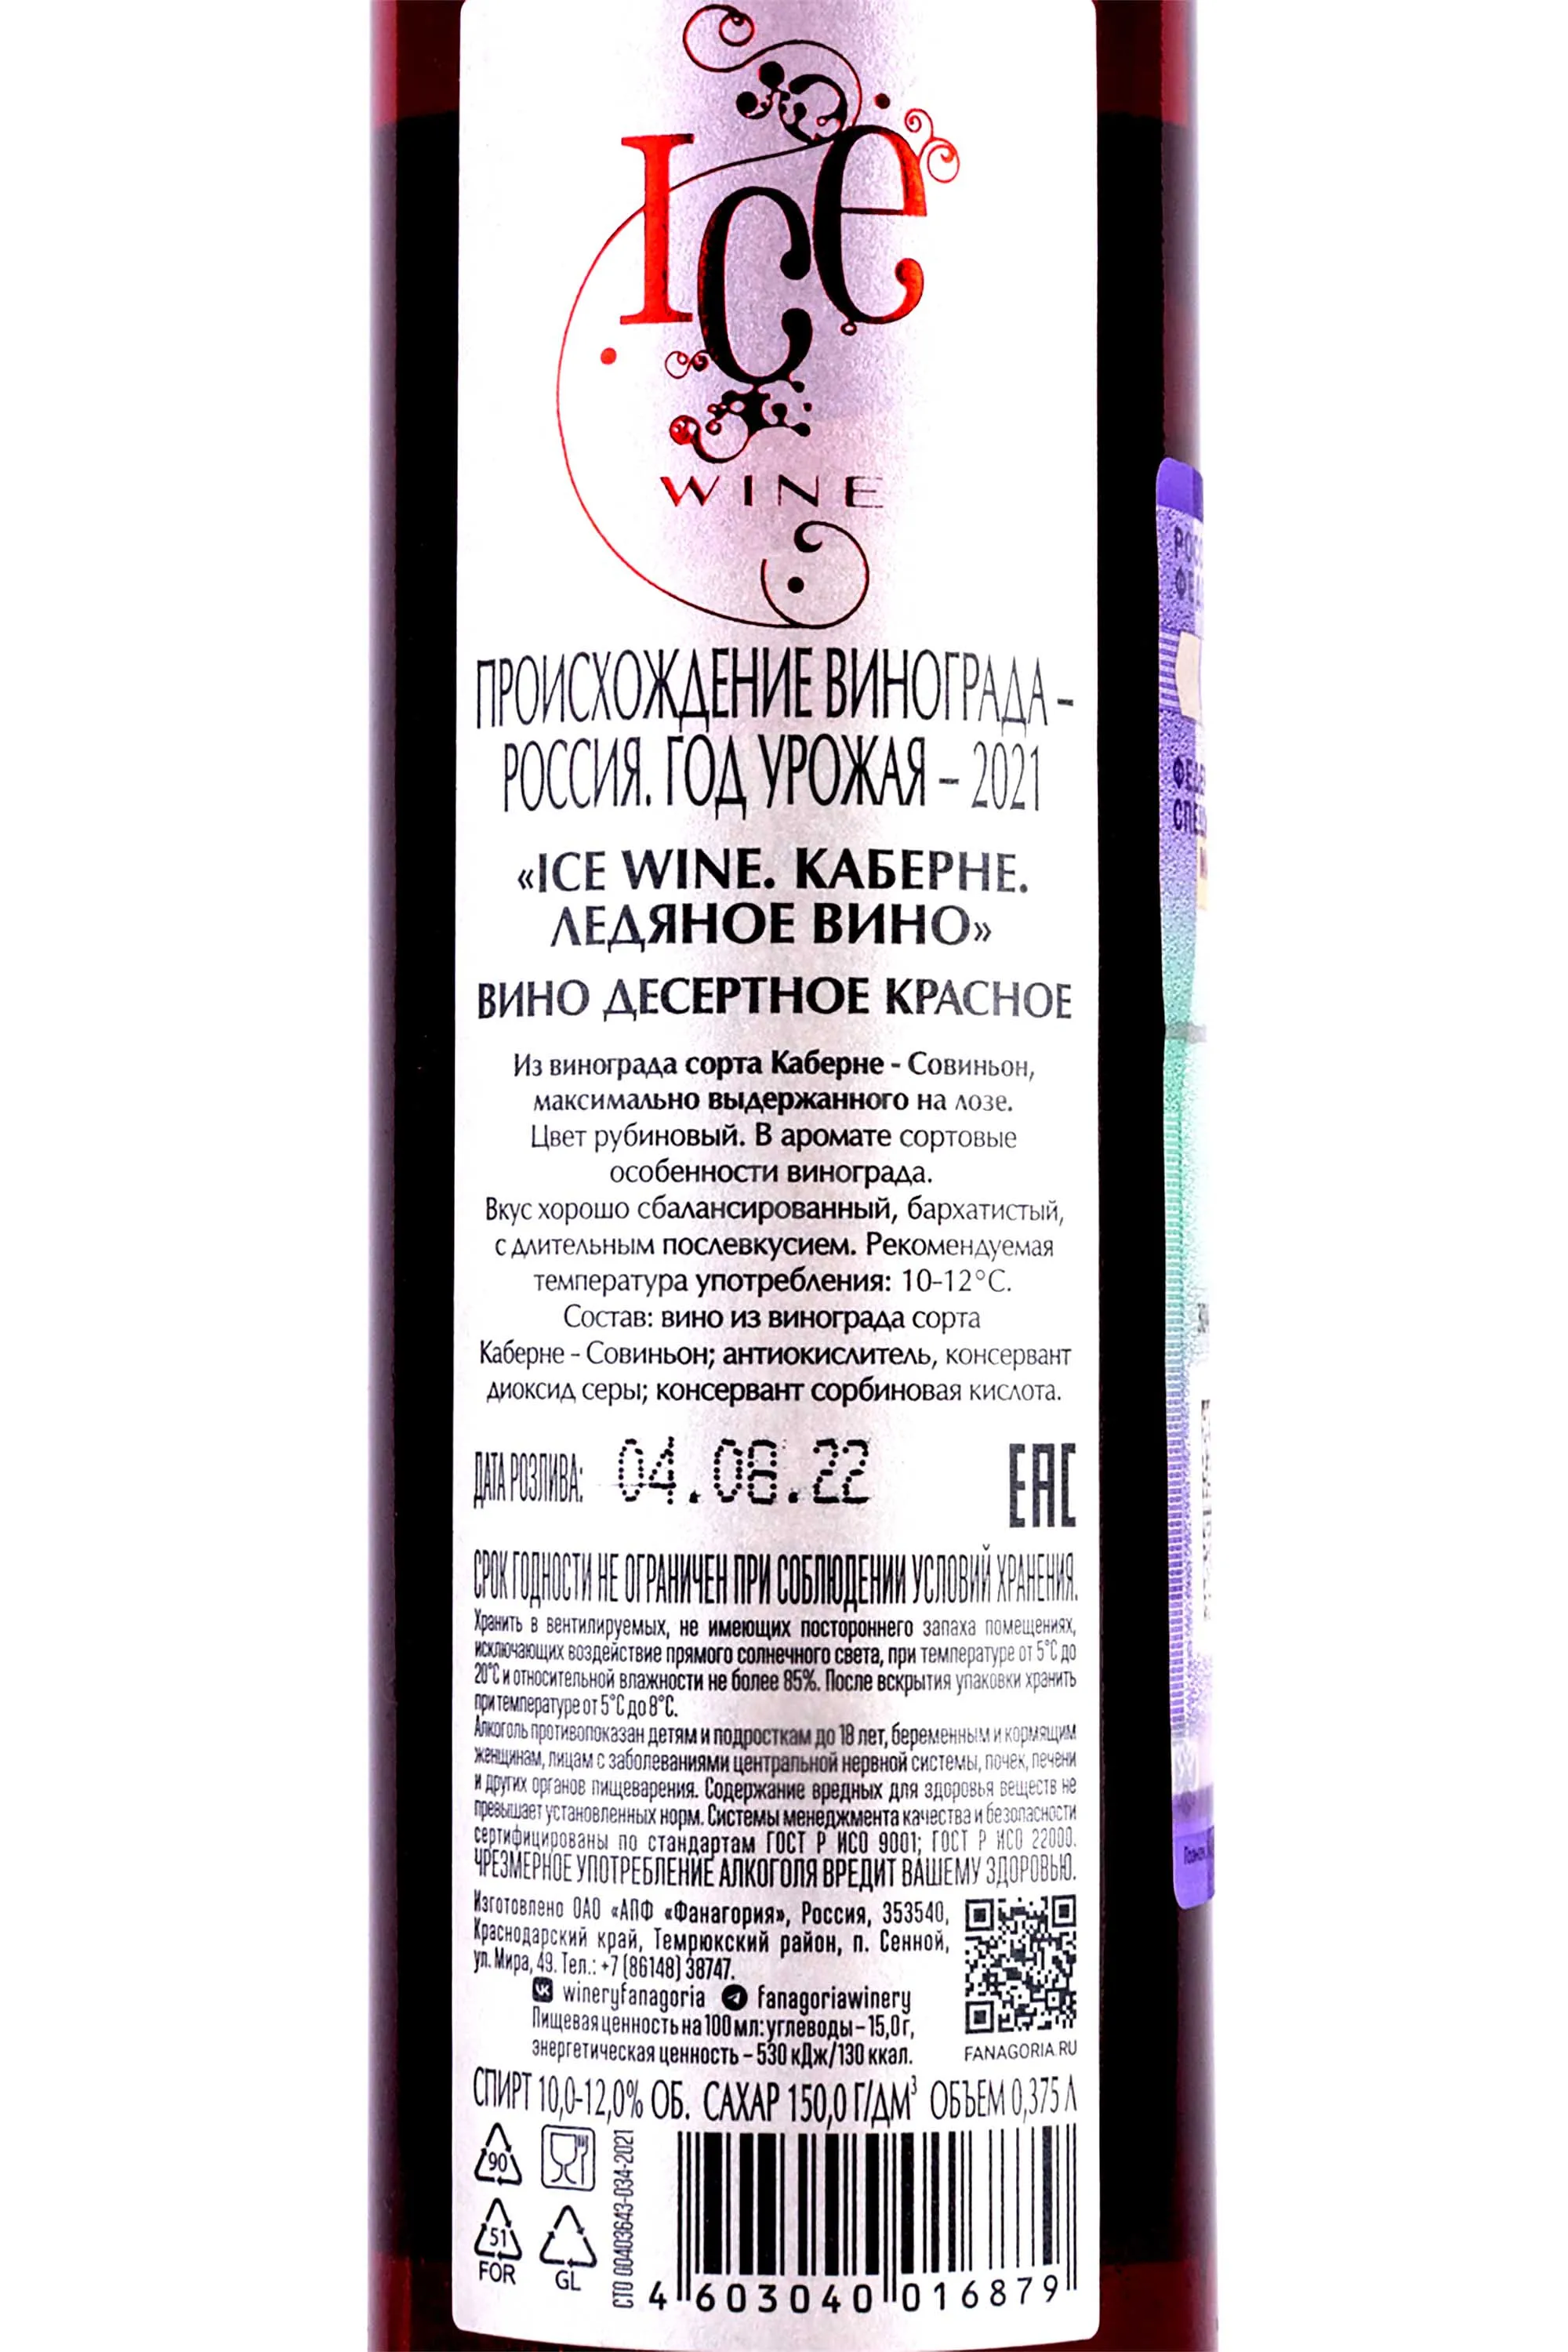 Ice
WINE
ПРОИСХОЖДЕНИЕ ВИНОГРАДА –
РОССИЯ. ГОД УРОЖАЯ – 2021
«ICE WINE. КАБЕРНЕ.
ЛЕДЯНОЕ ВИНО»
ВИНО ДЕСЕРТНОЕ КРАСНОЕ
Из винограда сорта Каберне - Совиньон,
максимально выдержанного на лозе.
Цвет рубиновый. В аромате сортовые
особенности винограда.
Вкус хорошо сбалансированный, бархатистый,
с длительным послевкусием. Рекомендуемая
температура употребления: 10-12°С.
Состав: вино из винограда сорта
Каберне - Совиньон; антиокислитель, консервант
диоксид серы; консервант сорбиновая кислота.
ДАТА РОЗЛИВА: 04.08.22 ЕАС
СРОК ГОДНОСТИ НЕ ОГРАНИЧЕН ПРИ СОБЛЮДЕНИИ УСЛОВИЙ ХРАНЕНИЯ.
Хранить в вентилируемых, не имеющих постороннего запаха помещениях,
исключающих воздействие прямого солнечного света, при температуре от 5°С до
20°С и относительной влажности не более 85%. После вскрытия упаковки хранить
при температуре от 5°С до 8°С.
Алкоголь противопоказан детям и подросткам до 18 лет, беременным и кормящим
женщинам, лицам с заболеваниями центральной нервной системы, почек, печени
и других органов пищеварения. Содержание вредных для здоровья веществ не
превышает установленных норм. Системы менеджмента качества и безопасности
сертифицированы по стандартам ГОСТ Р ИСО 9001; ГОСТ Р ИСО 22000.
ЧРЕЗМЕРНОЕ УПОТРЕБЛЕНИЕ АЛКОГОЛЯ ВРЕДИТ ВАШЕМУ ЗДОРОВЬЮ.
Изготовлено ОАО «АПФ «Фанагория», Россия, 353540,
Краснодарский край, Темрюкский район, п. Сенной,
ул. Мира, 49. Тел.: +7 (86148) 38747.
wineryfanagoria fanagoriawinery
Пищевая ценность на 100 мл: углеводы – 15,0 г,
энергетическая ценность – 530 кДж/130 ккал.
FANAGORIA.RU
СПИРТ 10,0-12,0% ОБ. САХАР 150,0 Г/ДМ³ ОБЪЕМ 0,375 Л
90
51
FOR
GL
СТО 00403643-034-2021
4 603040 016879